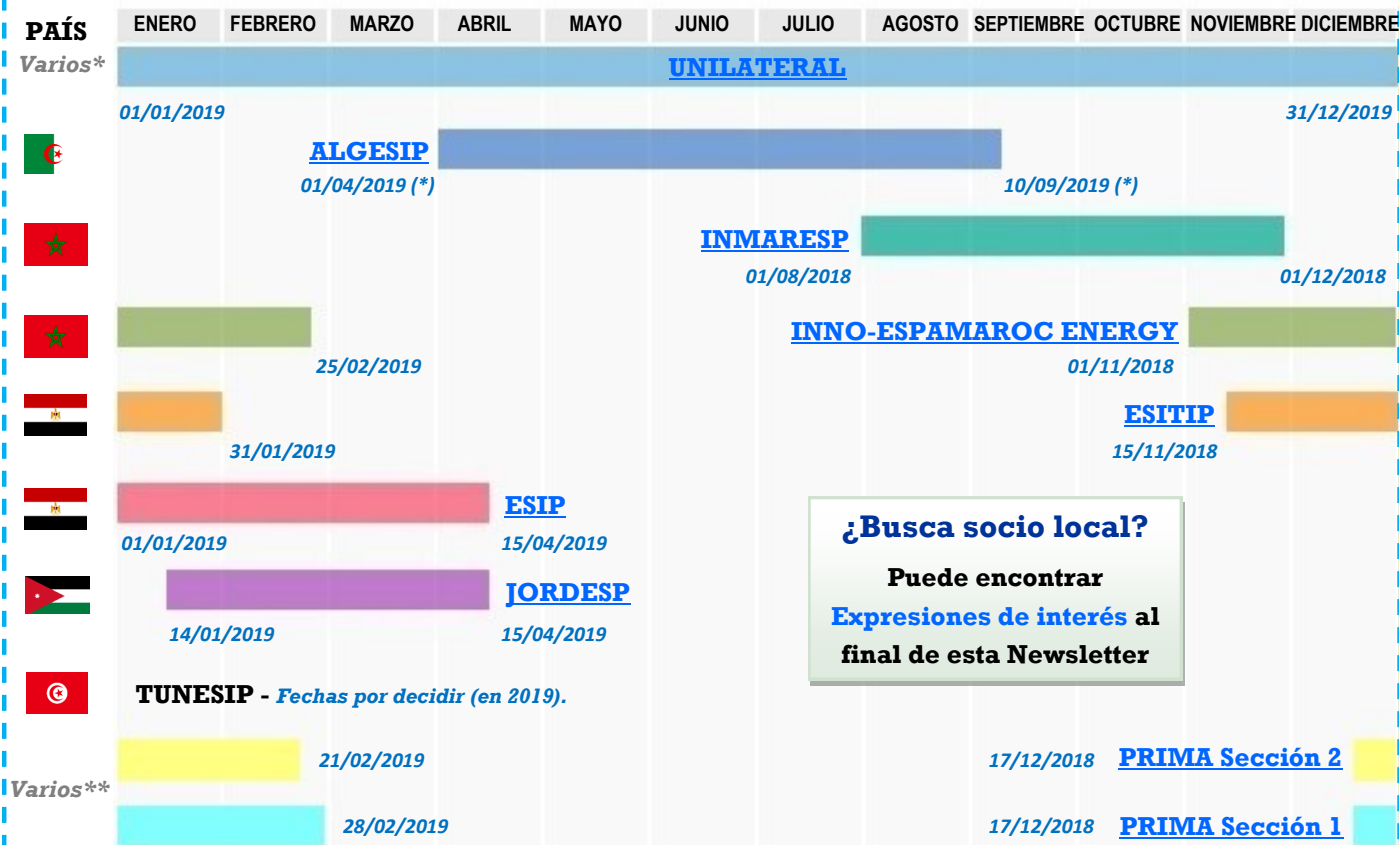 PAÍS ENERO FEBRERO MARZO ABRIL MAYO JUNIO JULIO AGOSTO SEPTIEMBRE OCTUBRE NOVIEMBRE DICIEMBRE
Varios* UNILATERAL
01/01/2019 31/12/2019
ALGESIP
01/04/2019 (*) 10/09/2019 (*)
INMARESP
01/08/2018 01/12/2018
INNO-ESPAMAROC ENERGY
25/02/2019 01/11/2018
ESITIP
31/01/2019 15/11/2018
ESIP
01/01/2019 15/04/2019
JORDESP
14/01/2019 15/04/2019
¿Busca socio local?
Puede encontrar
Expresiones de interés al
final de esta Newsletter
TUNESIP - Fechas por decidir (en 2019).
21/02/2019 17/12/2018 PRIMA Sección 2
Varios**
28/02/2019 17/12/2018 PRIMA Sección 1